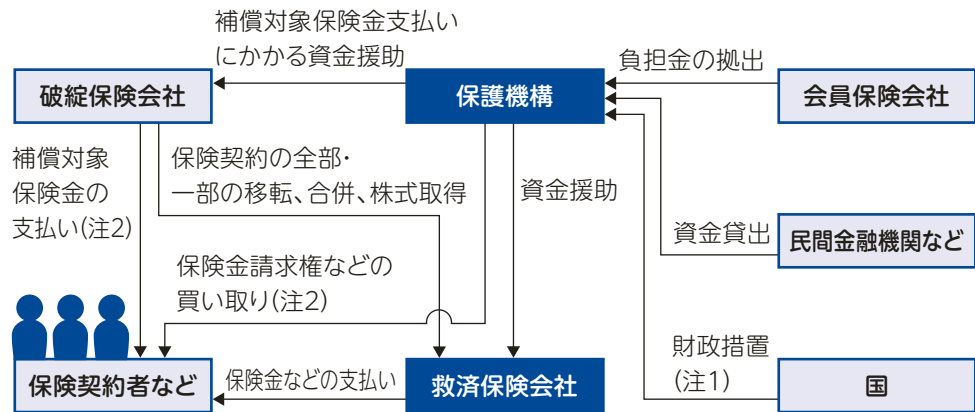 補償対象保険金支払い
にかかる資金援助
負担金の拠出
破綻保険会社
保護機構
会員保険会社
補償対象
保険金の
支払い(注2)
保険契約の全部・
一部の移転、合併、株式取得
資金援助
資金貸出
民間金融機関など
保険金請求権などの
買い取り(注2)
財政措置
(注1)
保険契約者など
保険金などの支払い
救済保険会社
国